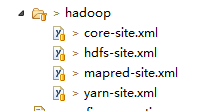 > hadoop
> core-site.xml
> hdfs-site.xml
> mapred-site.xml
> yarn-site.xml